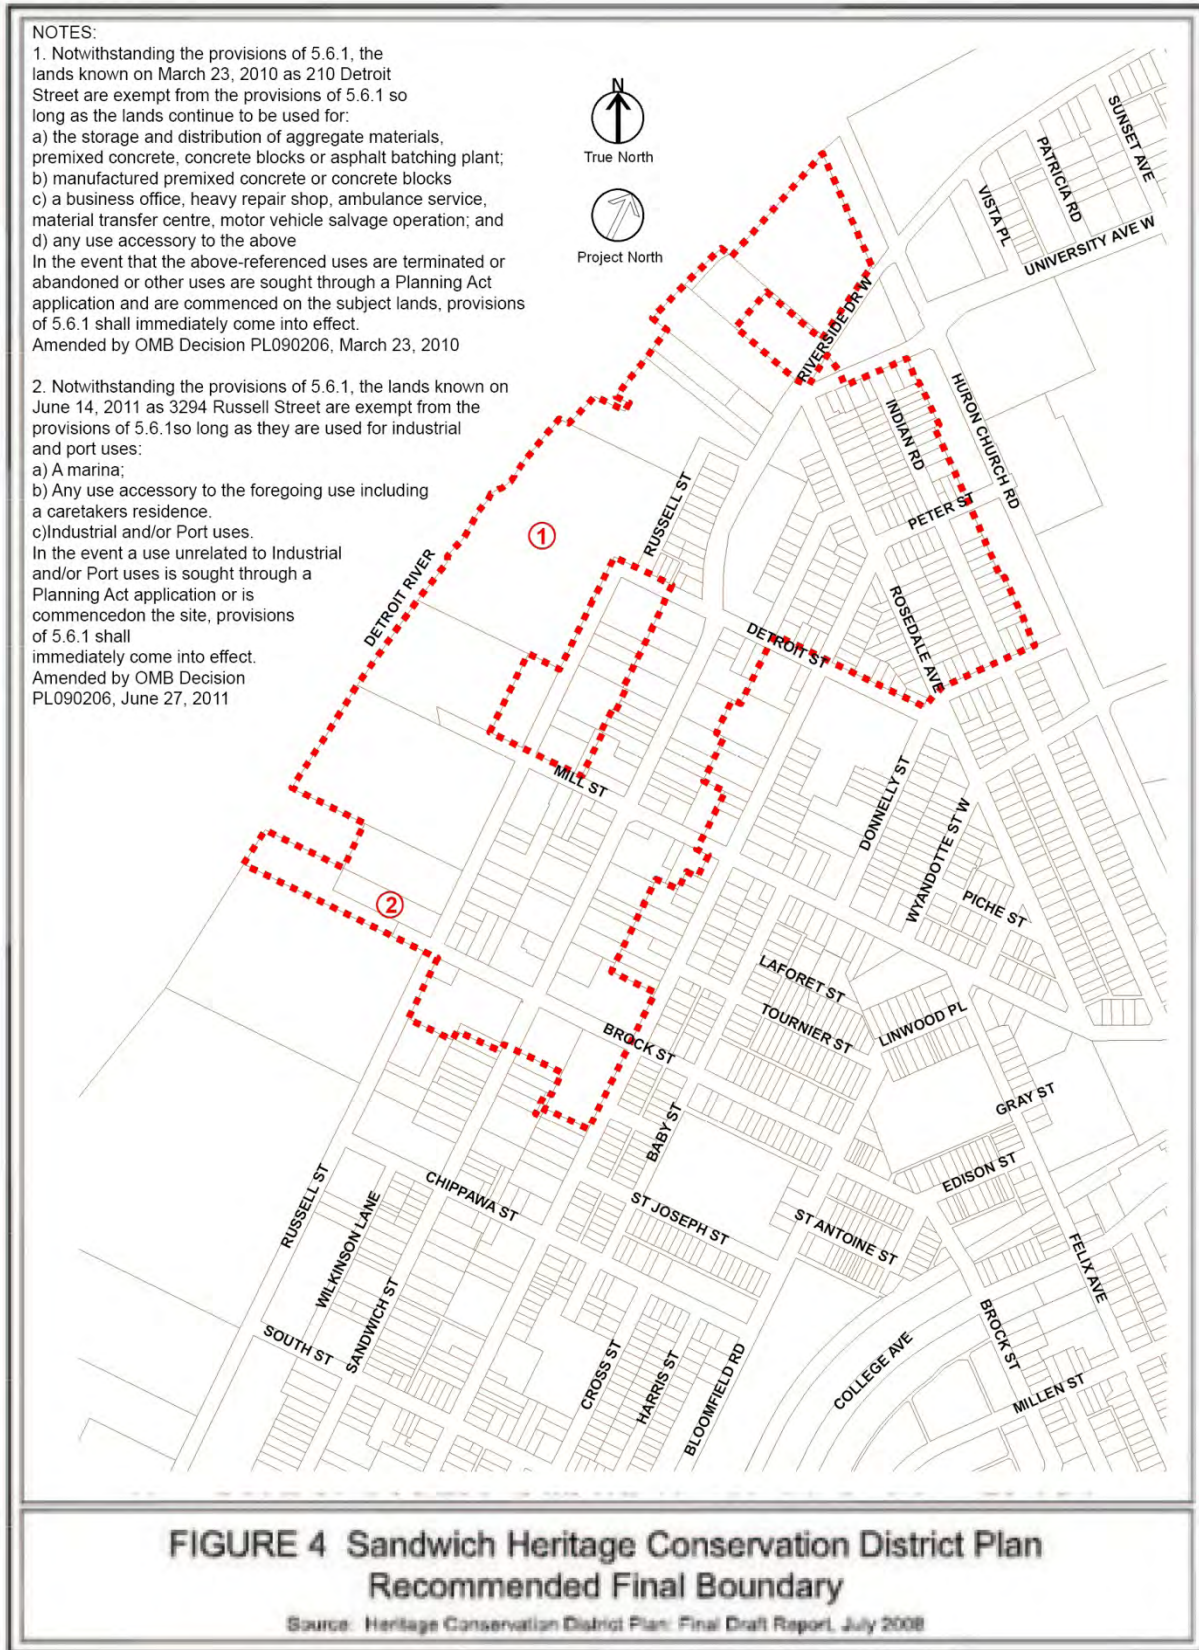 NOTES:
1. Notwithstanding the provisions of 5.6.1, the
lands known on March 23, 2010 as 210 Detroit
Street are exempt from the provisions of 5.6.1 so
long as the lands continue to be used for:
a) the storage and distribution of aggregate materials,
premixed concrete, concrete blocks or asphalt batching plant;
b) manufactured premixed concrete or concrete blocks
c) a business office, heavy repair shop, ambulance service,
material transfer centre, motor vehicle salvage operation; and
d) any use accessory to the above
In the event that the above-referenced uses are terminated or
abandoned or other uses are sought through a Planning Act
application and are commenced on the subject lands, provisions
of 5.6.1 shall immediately come into effect.
Amended by OMB Decision PL090206, March 23, 2010
2. Notwithstanding the provisions of 5.6.1, the lands known on
June 14, 2011 as 3294 Russell Street are exempt from the
provisions of 5.6.1so long as they are used for industrial
and port uses:
a) A marina;
b) Any use accessory to the foregoing use including
a caretakers residence.
c)Industrial and/or Port uses.
In the event a use unrelated to Industrial
and/or Port uses is sought through a
Planning Act application or is
commencedon the site, provisions
of 5.6.1 shall
immediately come into effect.
Amended by OMB Decision
PL090206, June 27, 2011
N
True North
Project North
SUNSET AVE
PATRICIA RD
VISTA PL
UNIVERSITY AVE W
RIVERSIDE DR W
HURON CHURCH RD
INDIAN RD
RUSSELL ST
PETER ST
1
DETROIT RIVER
ROSEDALE AVE
DETROIT ST
MILL ST
DONNELLY ST
WYANDOTTE ST W
PICHE ST
2
LAFORET ST
TOURNIER ST
LINWOOD PL
BROCK ST
GRAY ST
BABY ST
EDISON ST
CHIPPAWA ST
ST JOSEPH ST
ST ANTOINE ST
RUSSELL ST
WILKINSON LANE
FELIX AVE
SANDWICH ST
SOUTH ST
BROCK ST
CROSS ST
HARRIS ST
BLOOMFIELD RD
COLLEGE AVE
MILLEN ST
FIGURE 4 Sandwich Heritage Conservation District Plan
Recommended Final Boundary
Source: Heritage Conservation District Plan: Final Draft Report, July 2008